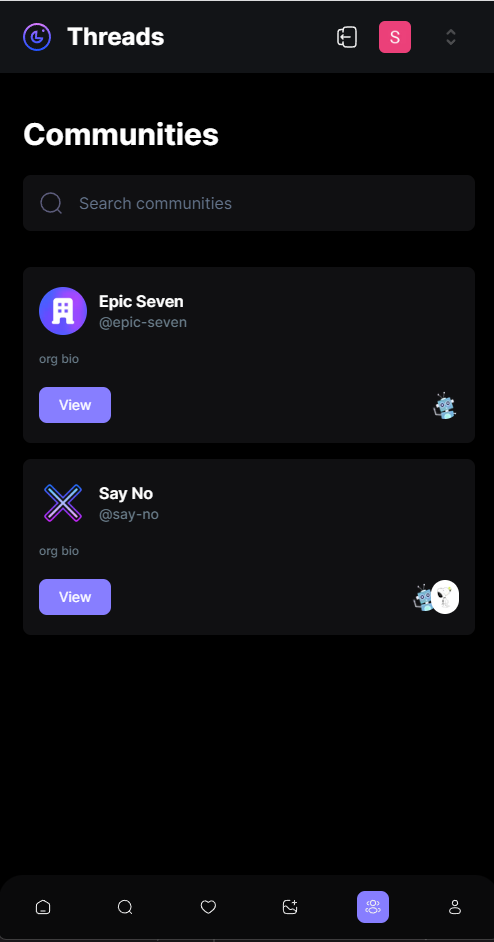 Threads
S
Communities
Search communities
Epic Seven
@epic-seven
org bio
View
Say No
@say-no
org bio
View